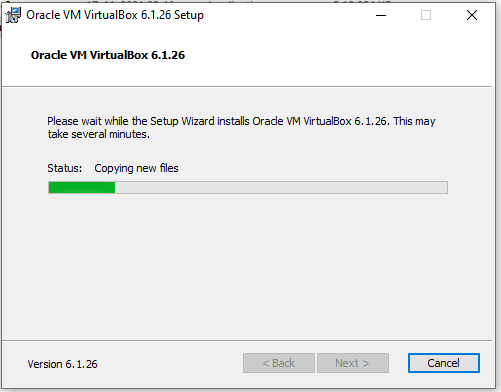 Oracle VM VirtualBox 6.1.26 Setup
Oracle VM VirtualBox 6.1.26
Please wait while the Setup Wizard installs Oracle VM VirtualBox 6.1.26. This may
take several minutes.
Status: Copying new files
Version 6.1.26
< Back
Next >
Cancel